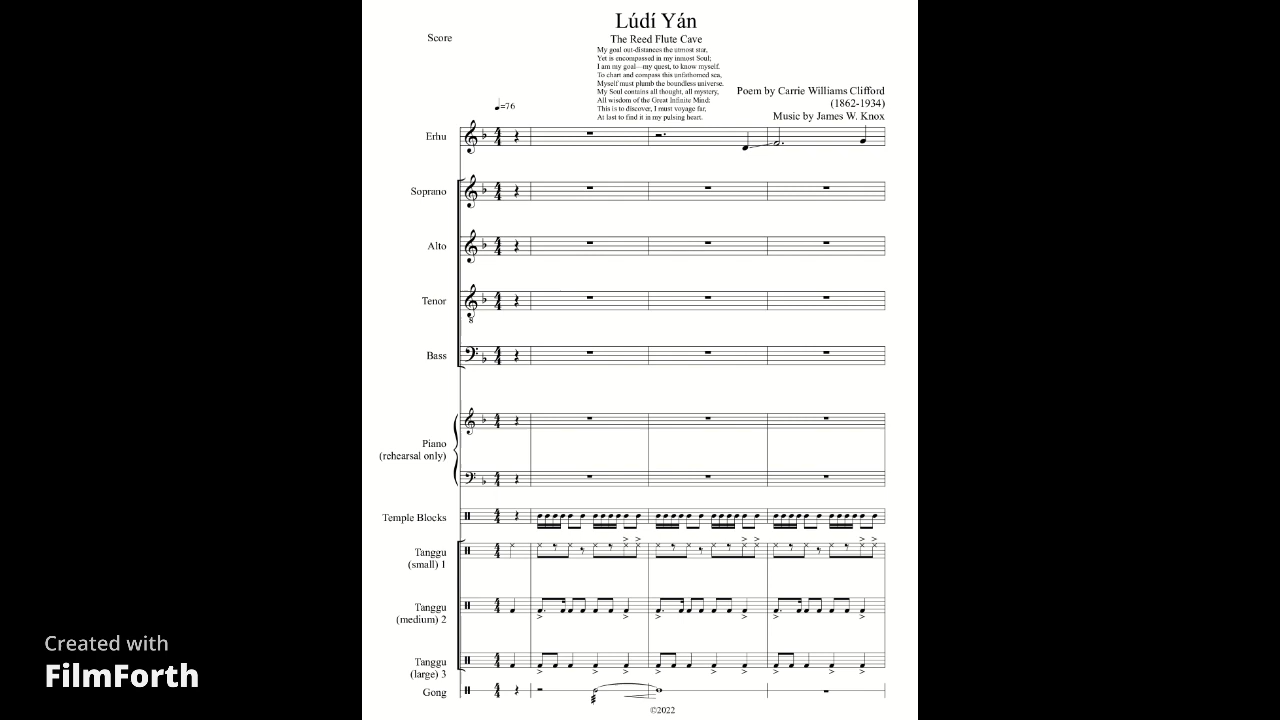 Lúdí Yán
Score
The Reed Flute Cave
My goal out-distances the utmost star,
Yet is encompassed in my inmost Soul;
I am my goal—my quest, to know myself.
To chart and compass this unfathomed sea,
Myself must plumb the boundless universe.
My Soul contains all thought, all mystery,
All wisdom of the Great Infinite Mind:
This is to discover, I must voyage far,
At last to find it in my pulsing heart.
Poem by Carrie Williams Clifford
(1862-1934)
Music by James W. Knox
=76
Erhu
Soprano
Alto
Tenor
8
Bass
Piano
(rehearsal only)
Temple Blocks
Tanggu
(small) 1
Tanggu
(medium) 2
Tanggu
(large) 3
Gong
©2022
Created with
FilmForth